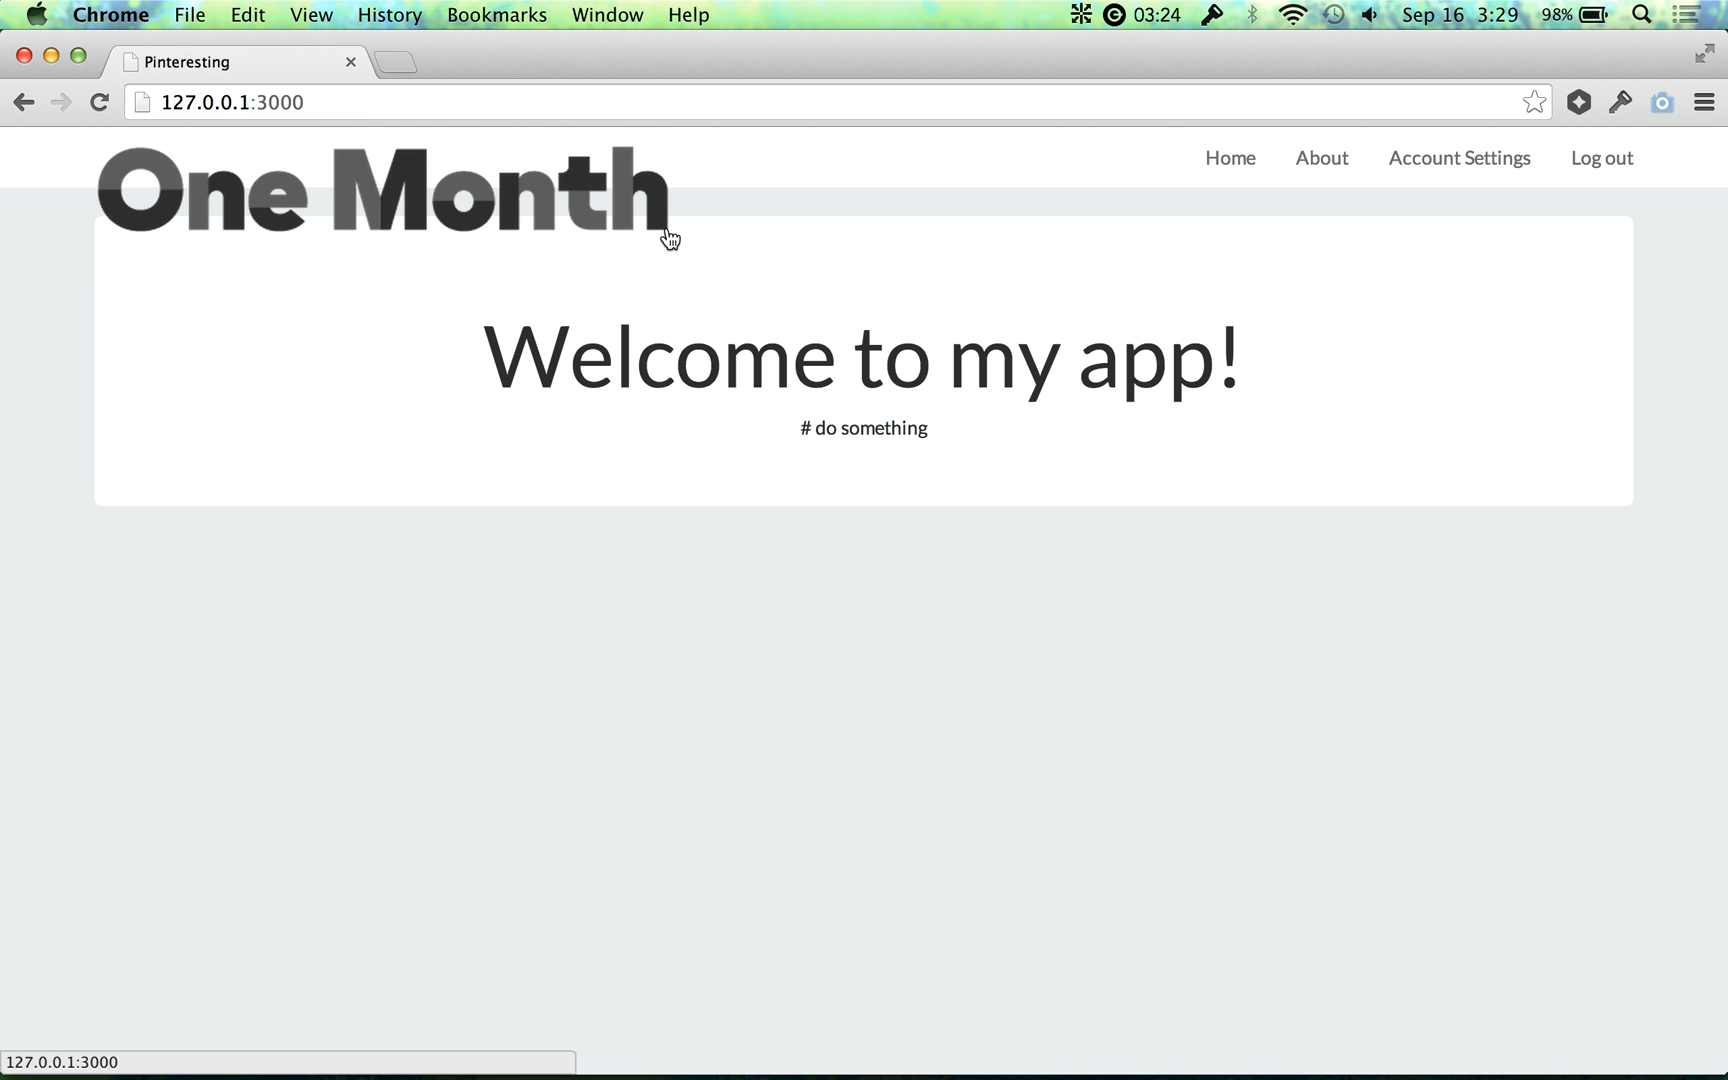 Chrome File Edit View History Bookmarks Window Help 03:24 Sep 16 3:29 98%
Pinteresting
127.0.0.1:3000
One Month
Home About Account Settings Log out
Welcome to my app!
# do something
127.0.0.1:3000